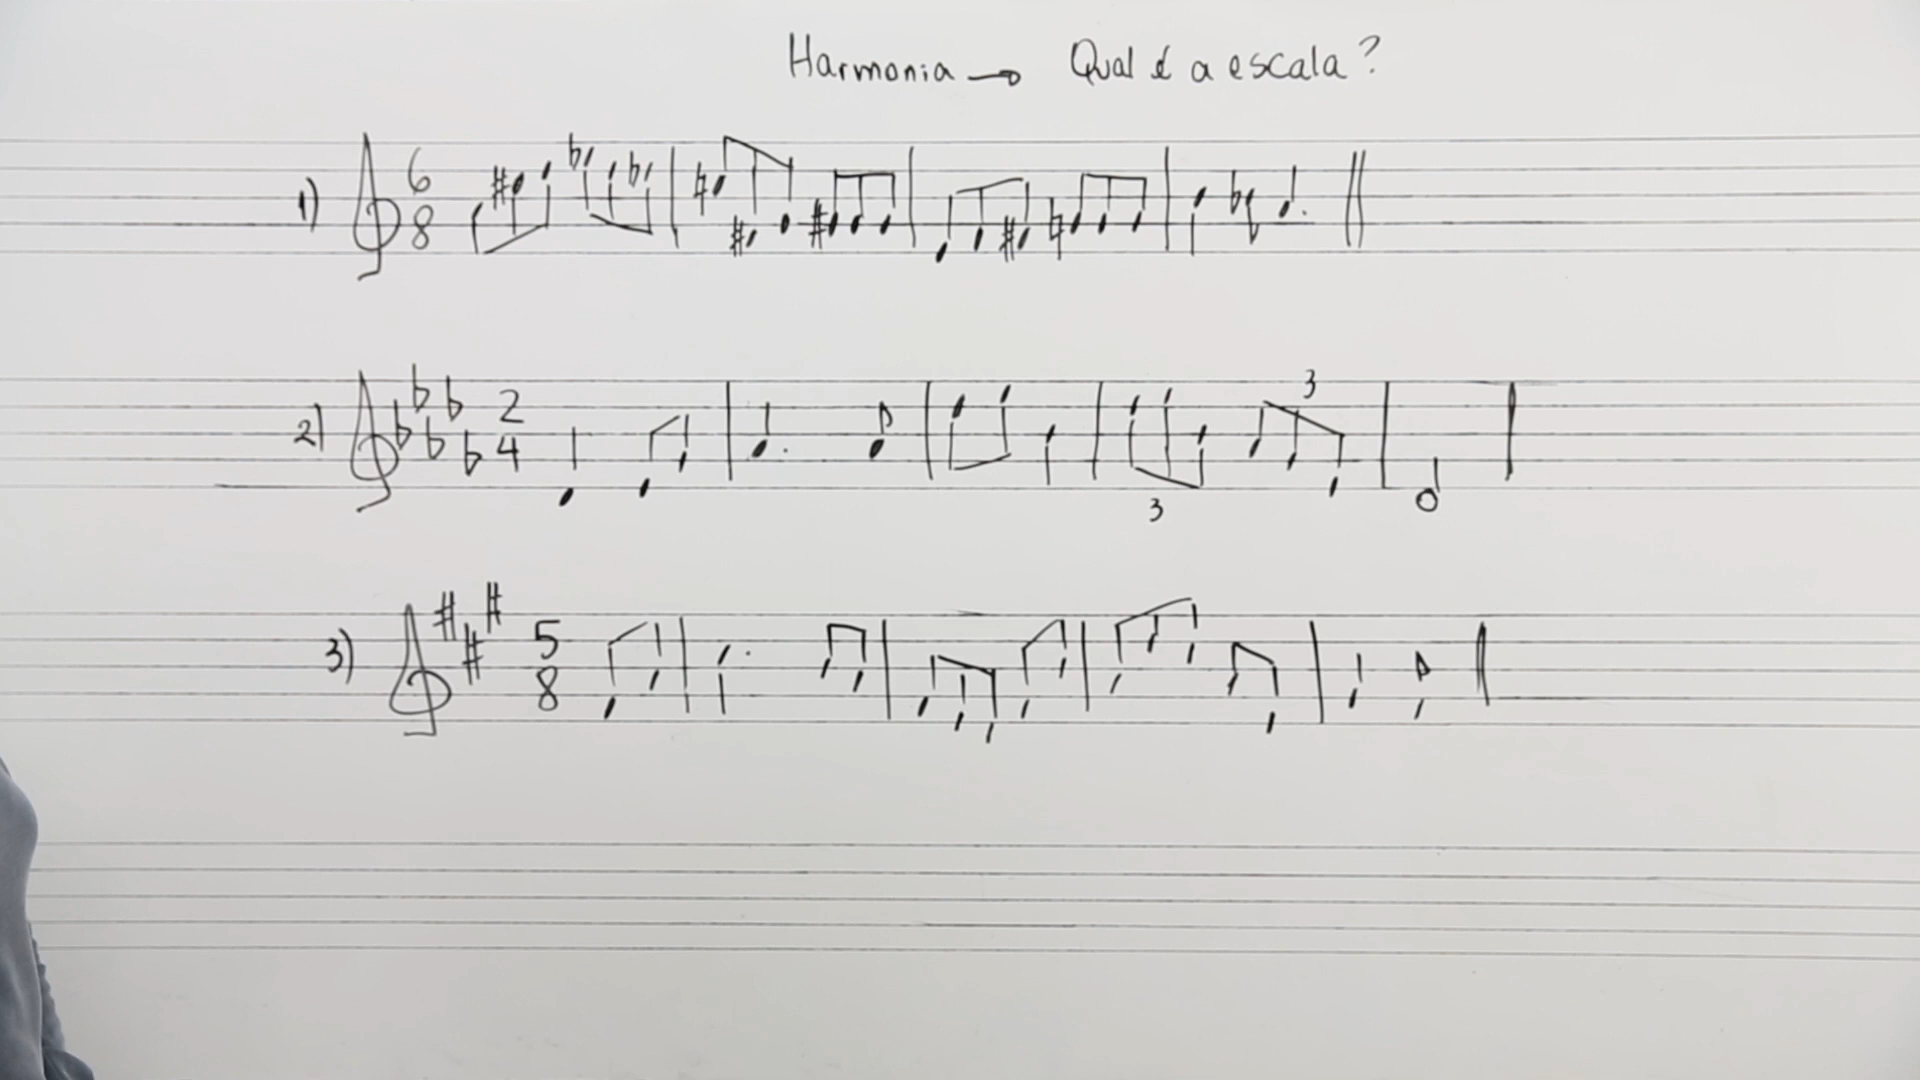 Harmonia → Qual é a escala?
1) 6 8
2) 2 4 3 3
3) 5 8